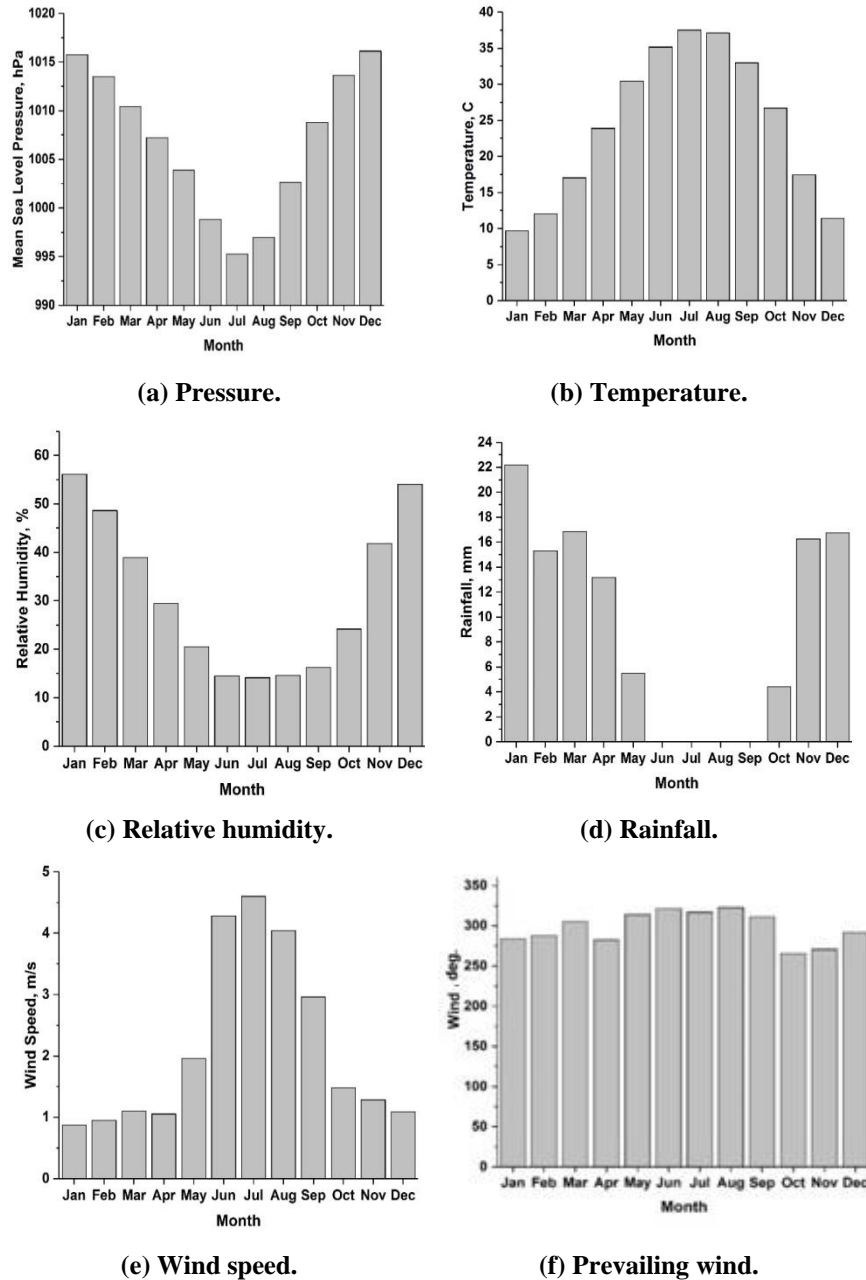 Mean Sea Level Pressure, hPa
1020
1015
1010
1005
1000
995
990
Jan Feb Mar Apr May Jun Jul Aug Sep Oct Nov Dec
Month
(a) Pressure.
Temperature, C
40
35
30
25
20
15
10
5
0
Jan Feb Mar Apr May Jun Jul Aug Sep Oct Nov Dec
Month
(b) Temperature.
Relative Humidity, %
60
50
40
30
20
10
0
Jan Feb Mar Apr May Jun Jul Aug Sep Oct Nov Dec
Month
(c) Relative humidity.
Rainfall, mm
24
22
20
18
16
14
12
10
8
6
4
2
0
Jan Feb Mar Apr May Jun Jul Aug Sep Oct Nov Dec
Month
(d) Rainfall.
Wind Speed, m/s
5
4
3
2
1
0
Jan Feb Mar Apr May Jun Jul Aug Sep Oct Nov Dec
Month
(e) Wind speed.
Wind , deg.
350
300
250
200
150
100
50
0
Jan Feb Mar Apr May Jun Jul Aug Sep Oct Nov Dec
Month
(f) Prevailing wind.